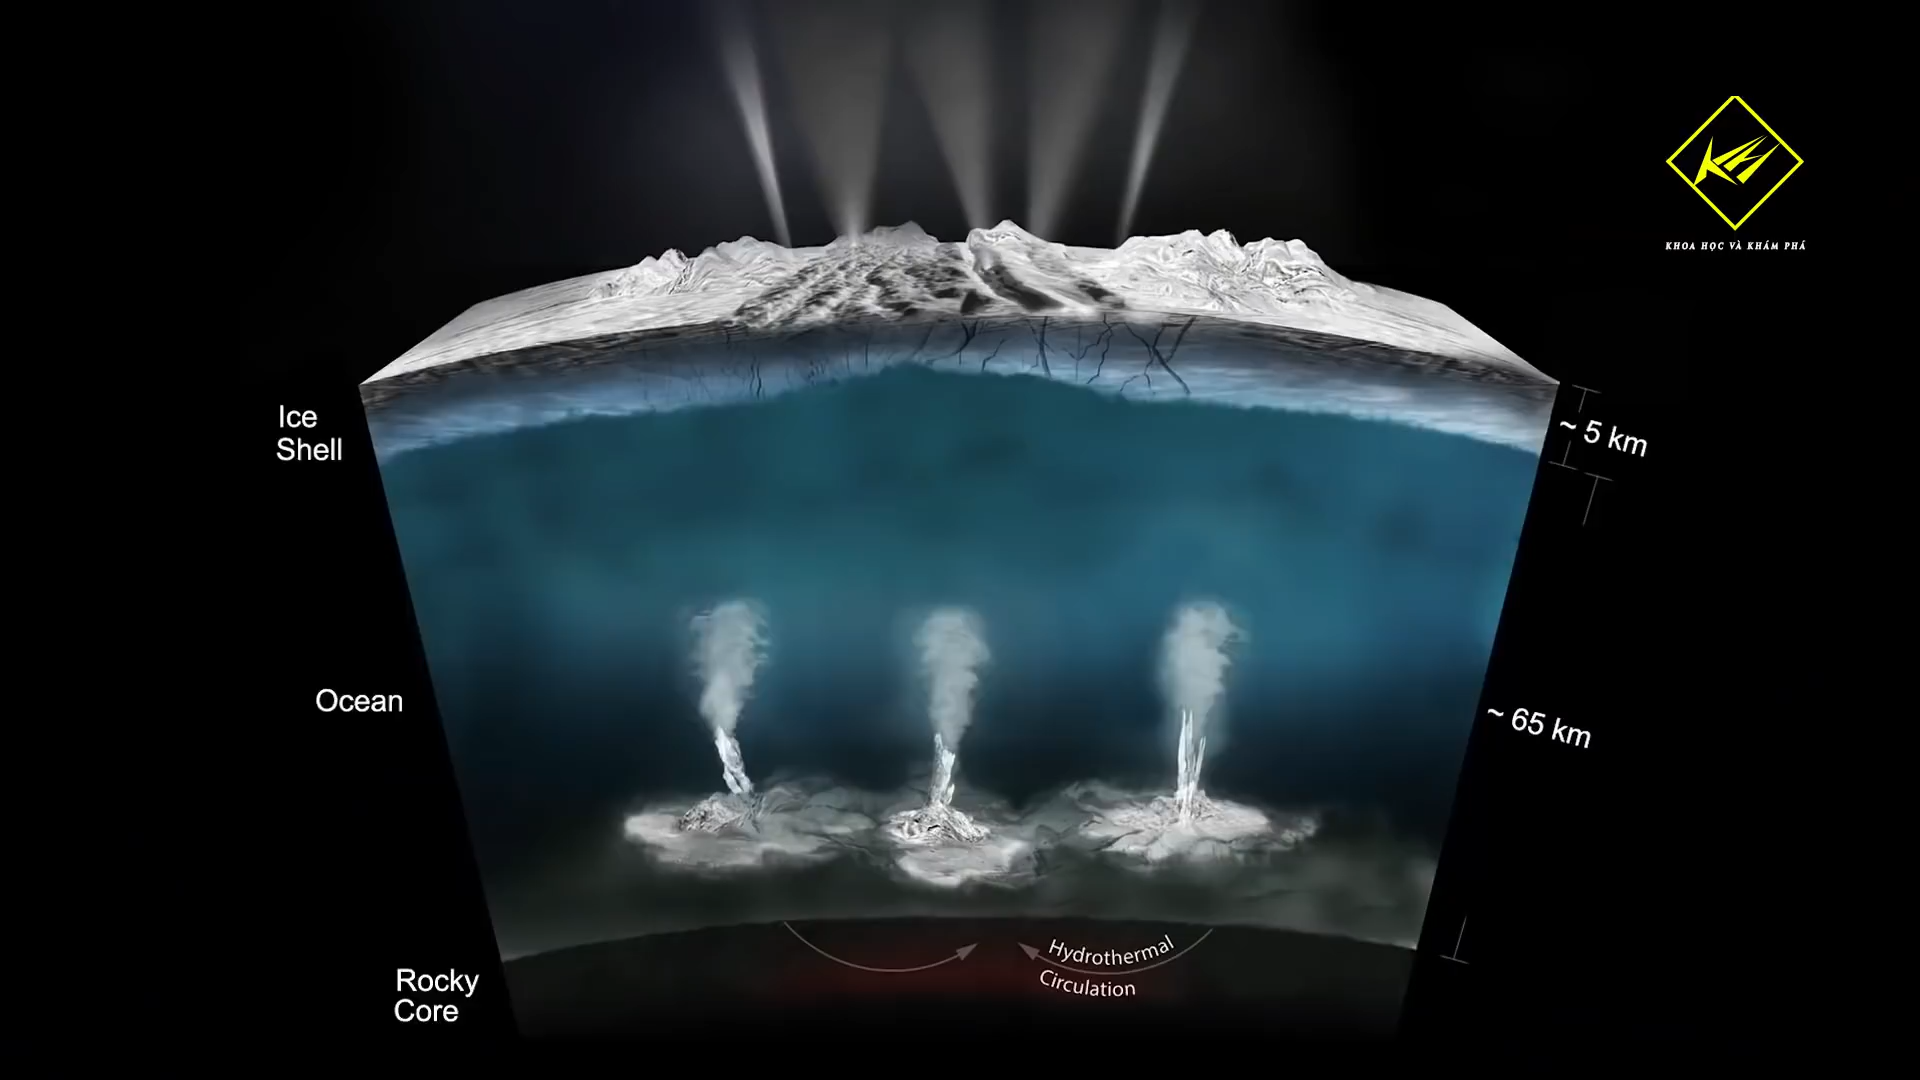 KHOA HỌC VÀ KHÁM PHÁ
Ice
Shell
~ 5 km
Ocean
~ 65 km
Hydrothermal
Circulation
Rocky
Core